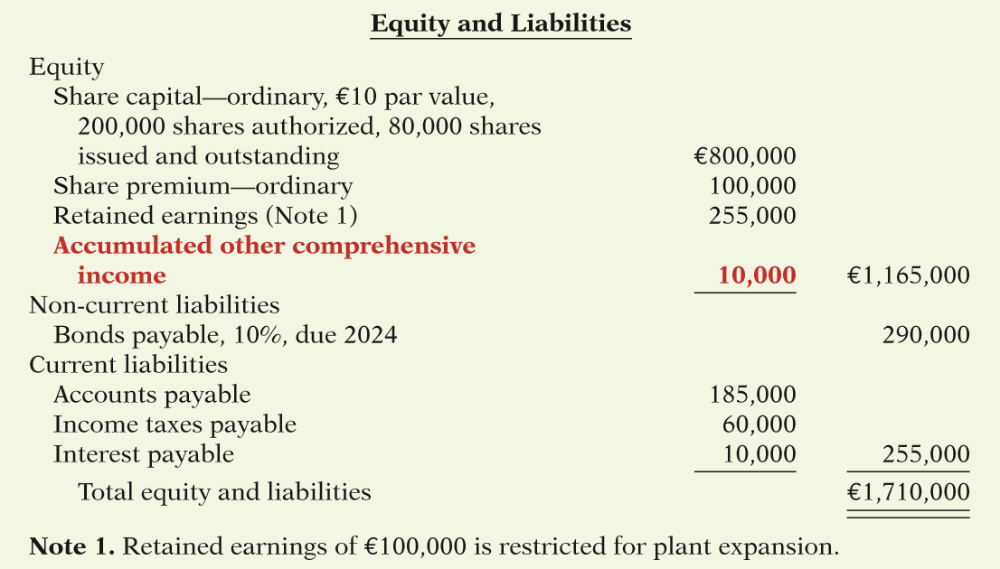 Equity and Liabilities
Equity
Share capital—ordinary, €10 par value,
200,000 shares authorized, 80,000 shares
issued and outstanding €800,000
Share premium—ordinary 100,000
Retained earnings (Note 1) 255,000
Accumulated other comprehensive
income 10,000 €1,165,000
Non-current liabilities
Bonds payable, 10%, due 2024 290,000
Current liabilities
Accounts payable 185,000
Income taxes payable 60,000
Interest payable 10,000 255,000
Total equity and liabilities €1,710,000
Note 1. Retained earnings of €100,000 is restricted for plant expansion.